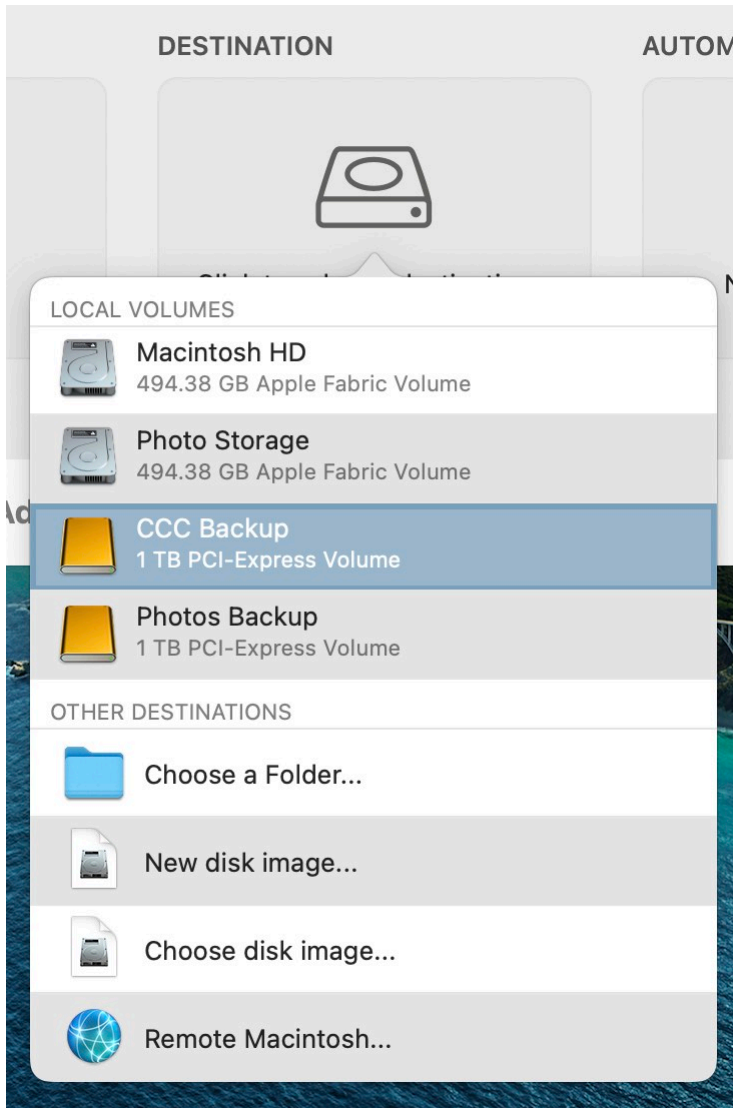 DESTINATION
AUTOM
LOCAL VOLUMES
Macintosh HD
494.38 GB Apple Fabric Volume
Photo Storage
494.38 GB Apple Fabric Volume
Ad
CCC Backup
1 TB PCI-Express Volume
Photos Backup
1 TB PCI-Express Volume
OTHER DESTINATIONS
Choose a Folder...
New disk image...
Choose disk image...
Remote Macintosh...